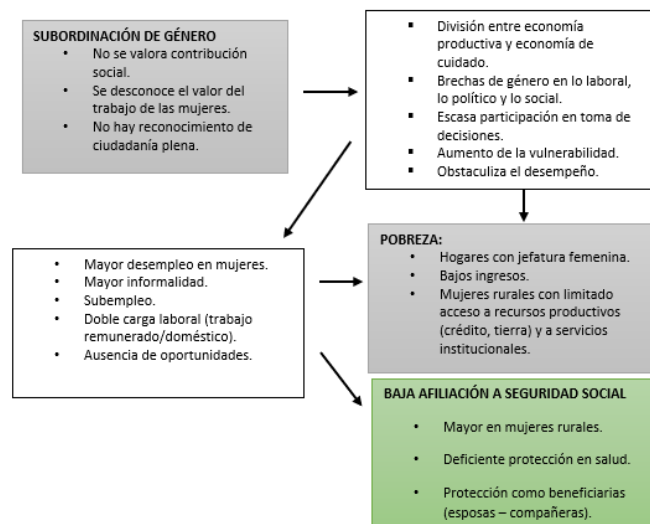 SUBORDINACIÓN DE GÉNERO
• No se valora contribución
social.
• Se desconoce el valor del
trabajo de las mujeres.
• No hay reconocimiento de
ciudadanía plena.
▪ División entre economía
productiva y economía de
cuidado.
▪ Brechas de género en lo laboral,
lo político y lo social.
▪ Escasa participación en toma de
decisiones.
▪ Aumento de la vulnerabilidad.
▪ Obstaculiza el desempeño.
• Mayor desempleo en mujeres.
• Mayor informalidad.
• Subempleo.
• Doble carga laboral (trabajo
remunerado/doméstico).
• Ausencia de oportunidades.
POBREZA:
• Hogares con jefatura femenina.
• Bajos ingresos.
• Mujeres rurales con limitado
acceso a recursos productivos
(crédito, tierra) y a servicios
institucionales.
BAJA AFILIACIÓN A SEGURIDAD SOCIAL
• Mayor en mujeres rurales.
• Deficiente protección en salud.
• Protección como beneficiarias
(esposas – compañeras).